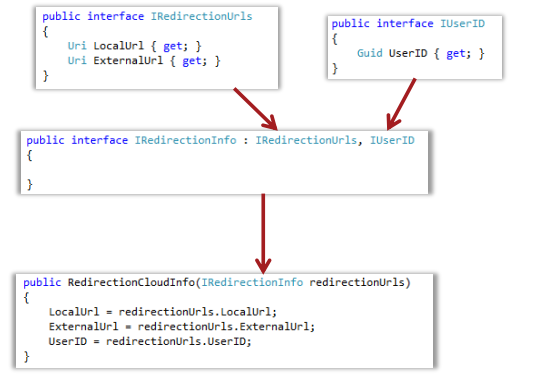 public interface IRedirectionUrls
{
    Uri LocalUrl { get; }
    Uri ExternalUrl { get; }
}
public interface IUserID
{
    Guid UserID { get; }
}
public interface IRedirectionInfo : IRedirectionUrls, IUserID
{
}
public RedirectionCloudInfo(IRedirectionInfo redirectionUrls)
{
    LocalUrl = redirectionUrls.LocalUrl;
    ExternalUrl = redirectionUrls.ExternalUrl;
    UserID = redirectionUrls.UserID;
}